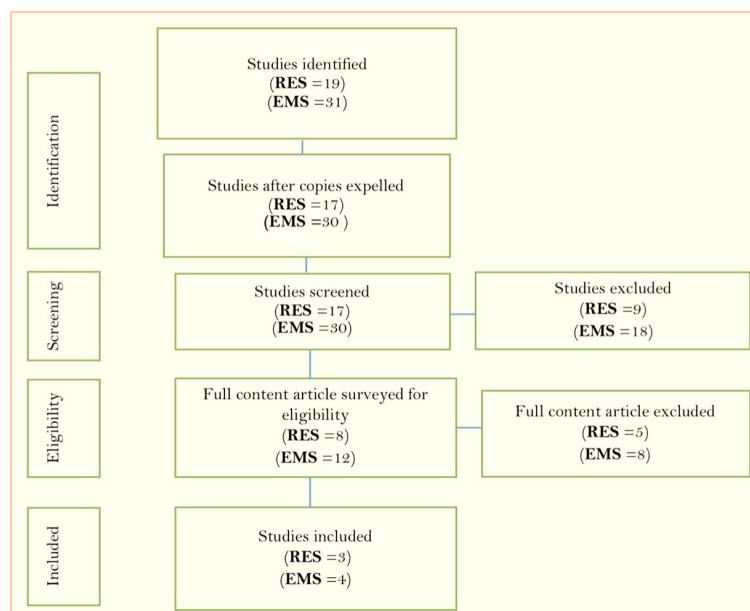 Identification
Studies identified
(RES =19)
(EMS =31)
Studies after copies expelled
(RES =17)
(EMS =30 )
Screening
Studies screened
(RES =17)
(EMS =30)
Studies excluded
(RES =9)
(EMS =18)
Eligibility
Full content article surveyed for
eligibility
(RES =8)
(EMS =12)
Full content article excluded
(RES =5)
(EMS =8)
Included
Studies included
(RES =3)
(EMS =4)